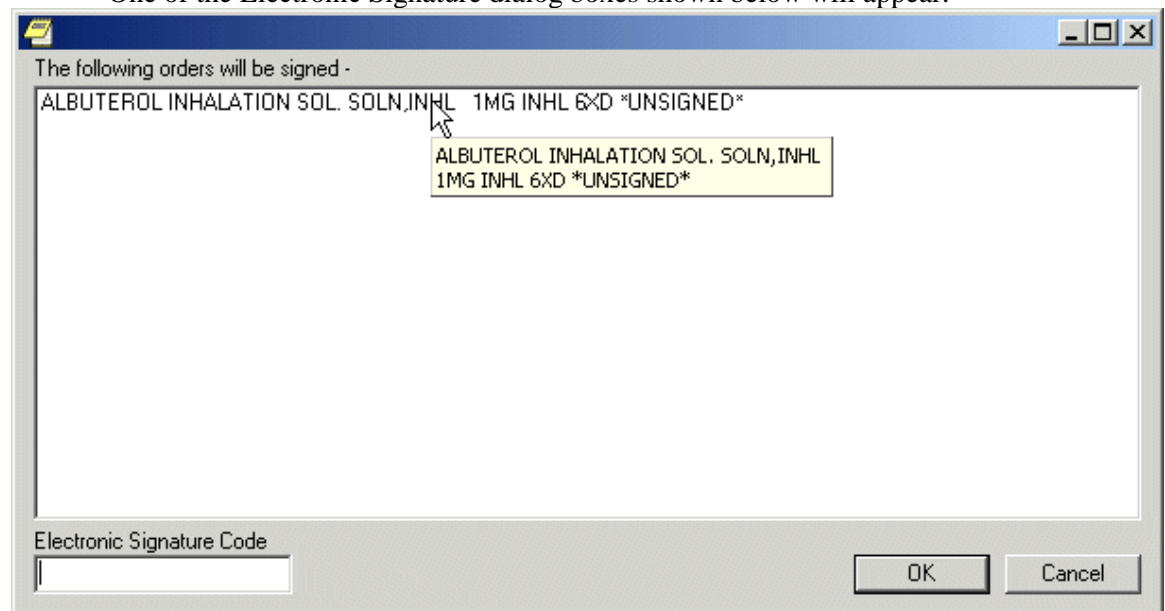 One of the Electronic Signature dialog boxes shown below will appear.
The following orders will be signed -
ALBUTEROL INHALATION SOL. SOLN,INHL 1MG INHL 6XD *UNSIGNED*
ALBUTEROL INHALATION SOL. SOLN,INHL
1MG INHL 6XD *UNSIGNED*
Electronic Signature Code
OK Cancel